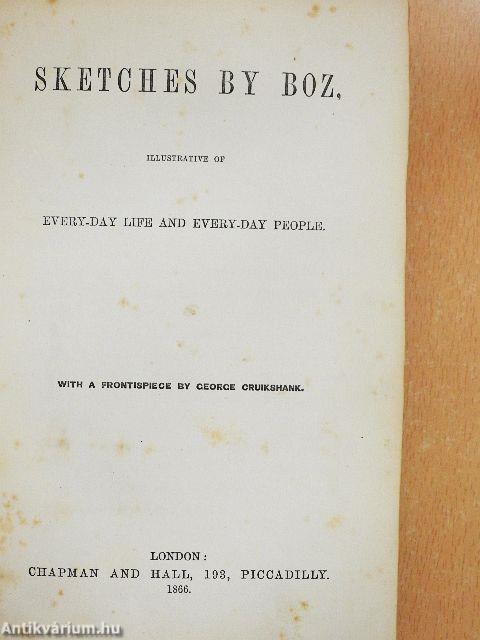 SKETCHES BY BOZ,
ILLUSTRATIVE OF
EVERY-DAY LIFE AND EVERY-DAY PEOPLE.
WITH A FRONTISPIECE BY GEORGE CRUIKSHANK.
LONDON:
CHAPMAN AND HALL, 193, PICCADILLY.
1866.
Antikvárium.hu